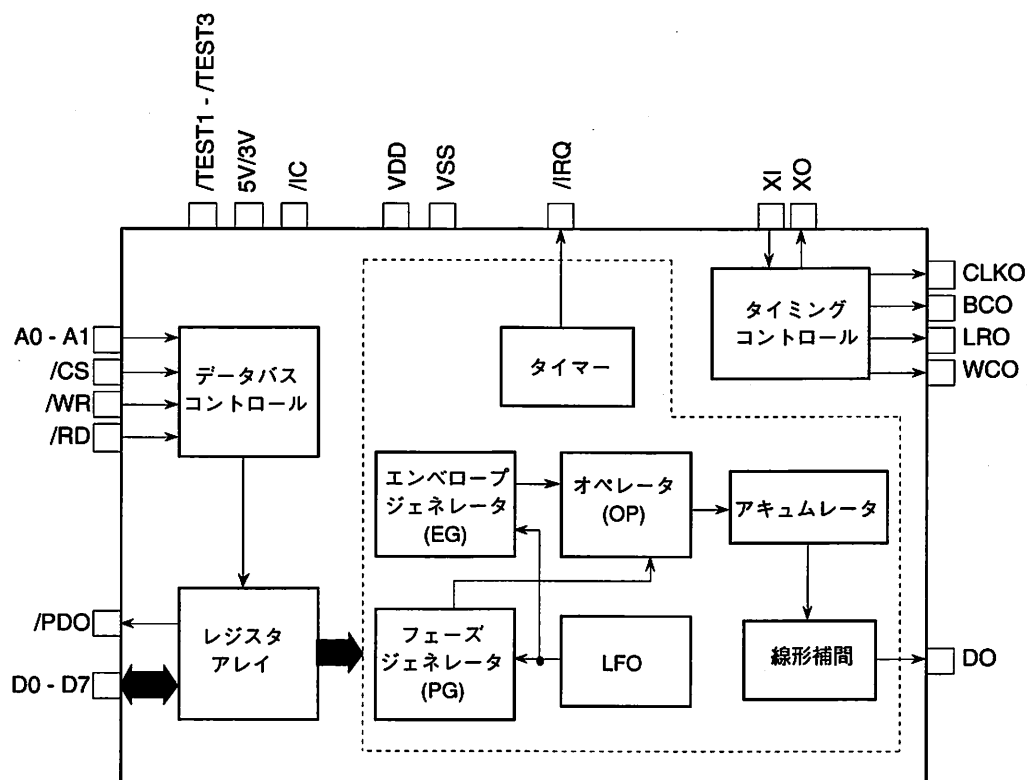 /TEST1 - /TEST3
5V/3V
/IC
VDD
VSS
/IRQ
XI
XO
A0 - A1
/CS
/WR
/RD
データバス
コントロール
タイマー
タイミング
コントロール
CLKO
BCO
LRO
WCO
エンベロープ
ジェネレータ
(EG)
オペレータ
(OP)
アキュムレータ
/PDO
D0 - D7
レジスタ
アレイ
フェーズ
ジェネレータ
(PG)
LFO
線形補間
DO